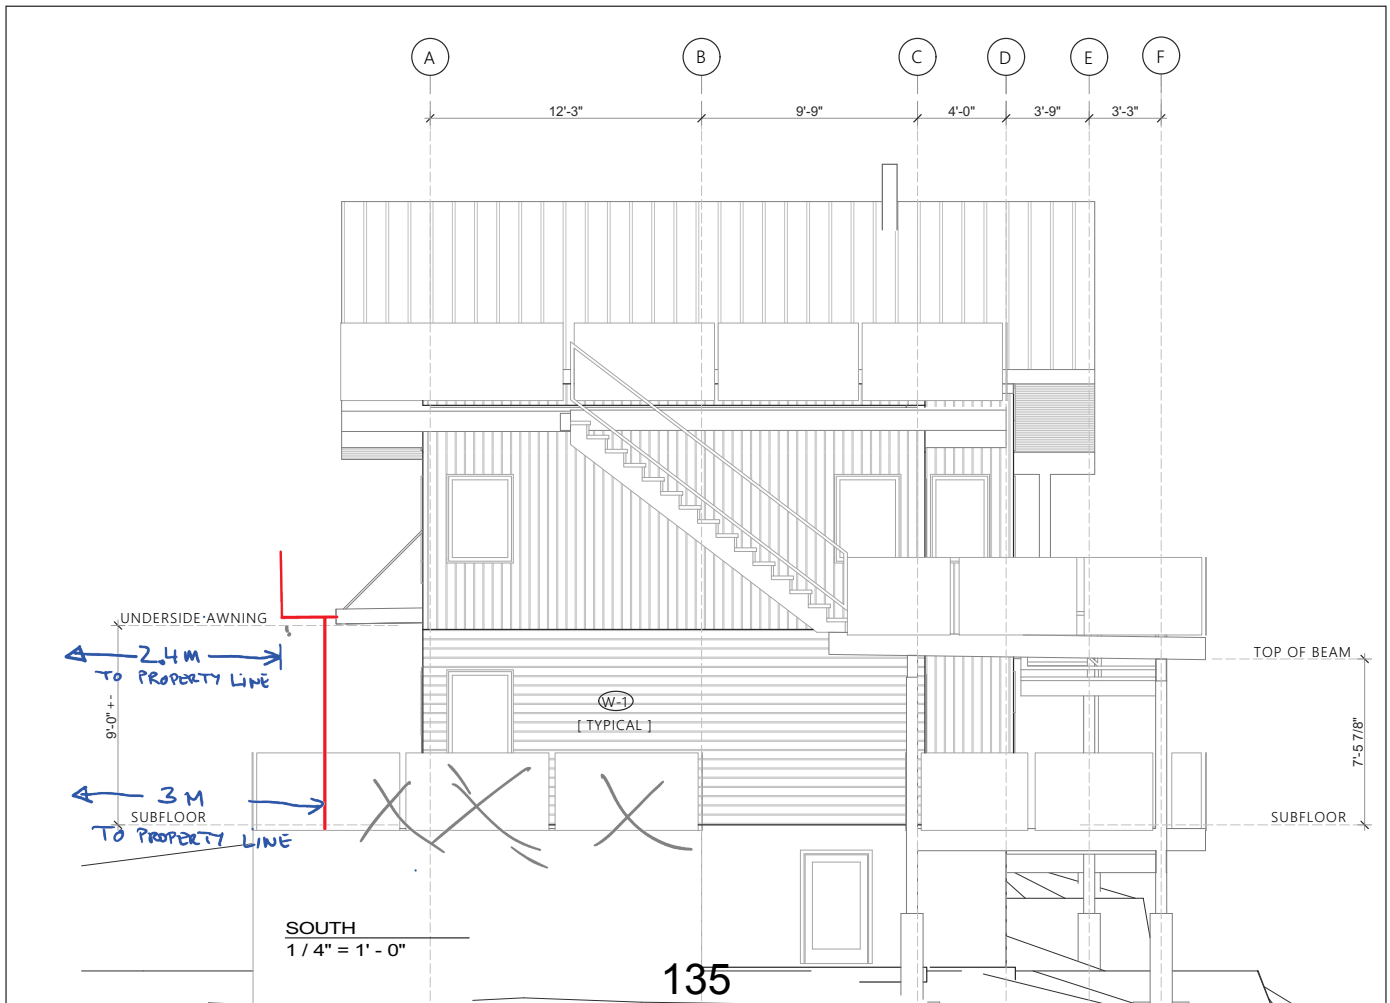 A B C D E F
12'-3" 9'-9" 4'-0" 3'-9" 3'-3"
UNDERSIDE AWNING
2.4 M
TO PROPERTY LINE
TOP OF BEAM
W-1
[ TYPICAL ]
9'-0" +-
7'-5 7/8"
3 M
SUBFLOOR
SUBFLOOR
TO PROPERTY LINE
SOUTH
1 / 4" = 1' - 0"
135